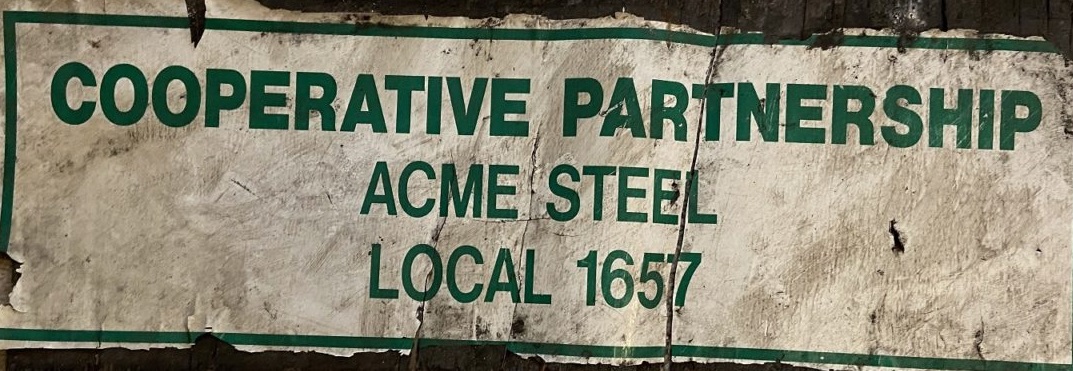 COOPERATIVE PARTNERSHIP
ACME STEEL
LOCAL 1657